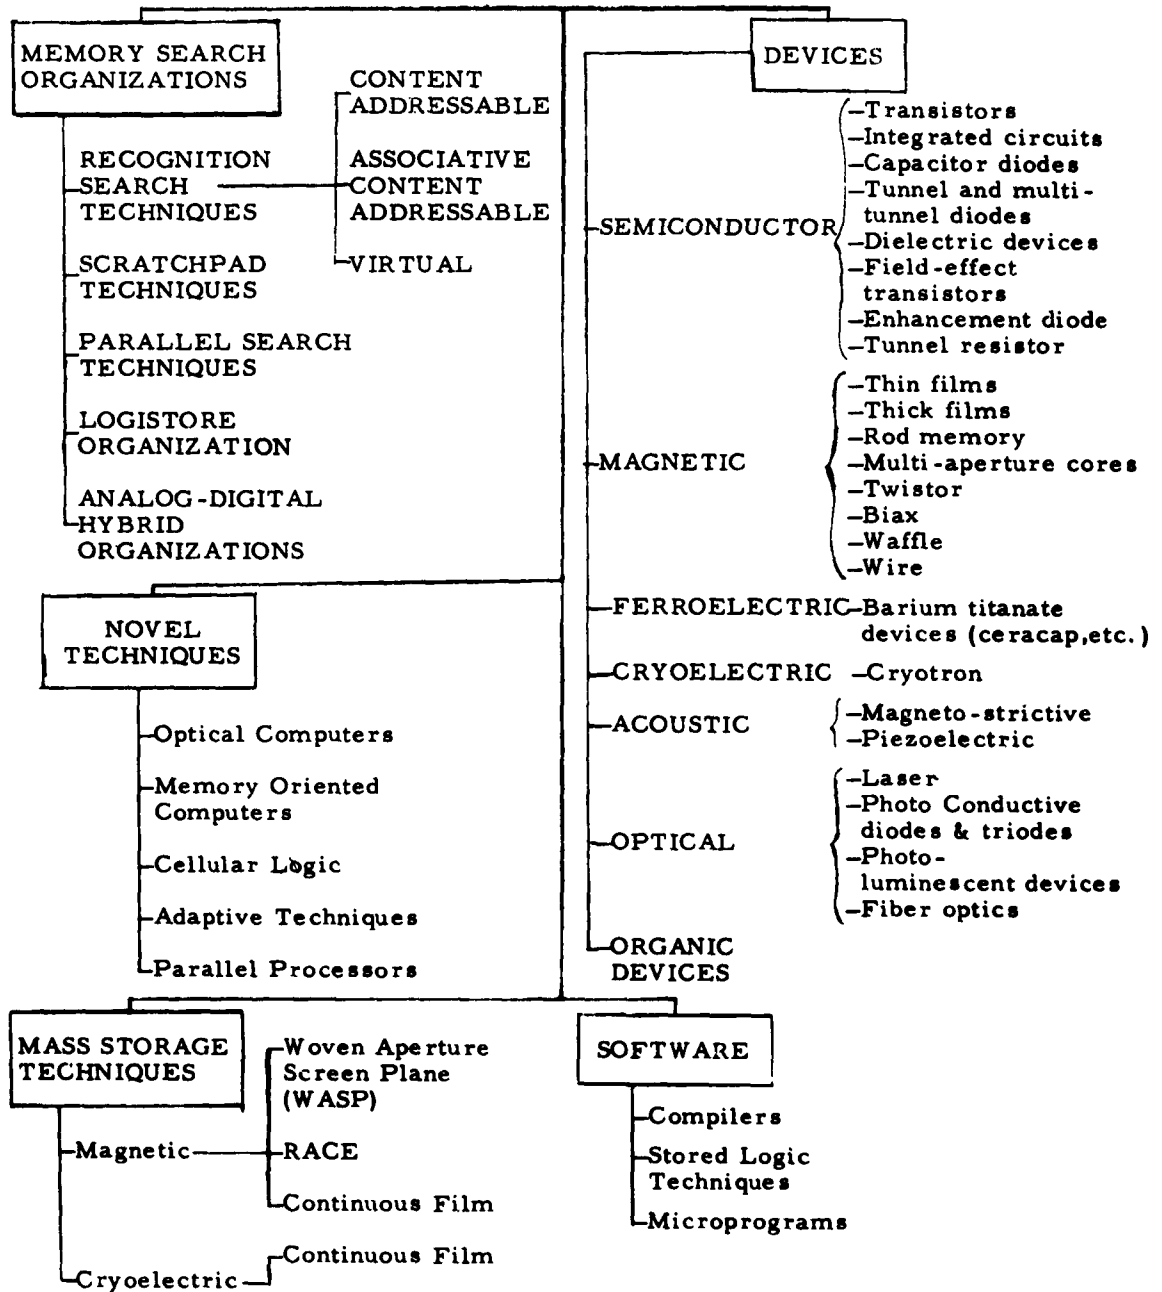 MEMORY SEARCH
ORGANIZATIONS
RECOGNITION
SEARCH
TECHNIQUES
CONTENT
ADDRESSABLE
ASSOCIATIVE
CONTENT
ADDRESSABLE
VIRTUAL
SCRATCHPAD
TECHNIQUES
PARALLEL SEARCH
TECHNIQUES
LOGISTORE
ORGANIZATION
ANALOG-DIGITAL
HYBRID
ORGANIZATIONS
DEVICES
SEMICONDUCTOR
-Transistors
-Integrated circuits
-Capacitor diodes
-Tunnel and multi-
tunnel diodes
-Dielectric devices
-Field-effect
transistors
-Enhancement diode
-Tunnel resistor
MAGNETIC
-Thin films
-Thick films
-Rod memory
-Multi-aperture cores
-Twistor
-Biax
-Waffle
-Wire
FERROELECTRIC-Barium titanate
devices (ceracap,etc.)
CRYOELECTRIC -Cryotron
ACOUSTIC
-Magneto-strictive
-Piezoelectric
OPTICAL
-Laser
-Photo Conductive
diodes & triodes
-Photo-
luminescent devices
-Fiber optics
ORGANIC
DEVICES
NOVEL
TECHNIQUES
Optical Computers
Memory Oriented
Computers
Cellular Logic
Adaptive Techniques
Parallel Processors
MASS STORAGE
TECHNIQUES
Magnetic
Woven Aperture
Screen Plane
(WASP)
RACE
Continuous Film
Cryoelectric
Continuous Film
SOFTWARE
Compilers
Stored Logic
Techniques
Microprograms